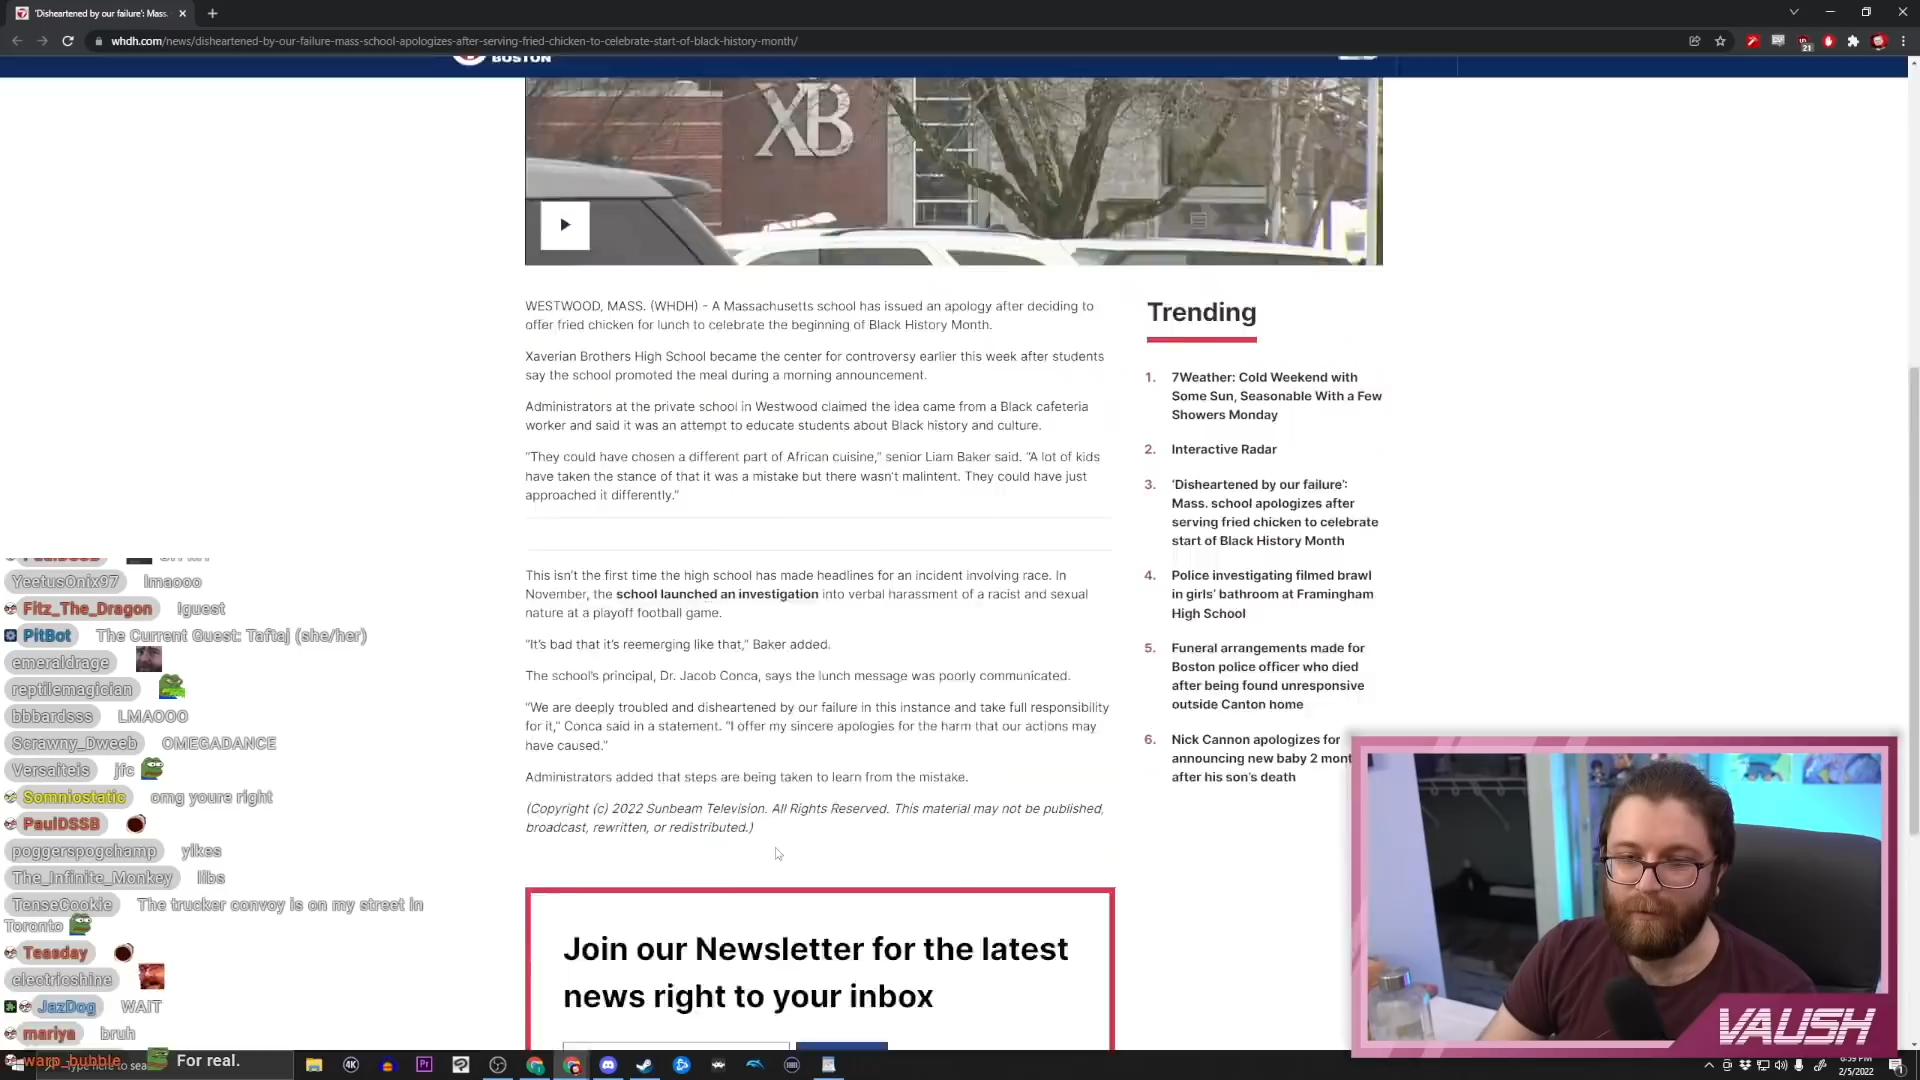 'Disheartened by our failure': Mass.
whdh.com/news/disheartened-by-our-failure-mass-school-apologizes-after-serving-fried-chicken-to-celebrate-start-of-black-history-month/
21
BOSTON
XB
WESTWOOD, MASS. (WHDH) - A Massachusetts school has issued an apology after deciding to
offer fried chicken for lunch to celebrate the beginning of Black History Month.
Xaverian Brothers High School became the center for controversy earlier this week after students
say the school promoted the meal during a morning announcement.
Administrators at the private school in Westwood claimed the idea came from a Black cafeteria
worker and said it was an attempt to educate students about Black history and culture.
“They could have chosen a different part of African cuisine,” senior Liam Baker said. “A lot of kids
have taken the stance of that it was a mistake but there wasn’t malintent. They could have just
approached it differently.”
This isn’t the first time the high school has made headlines for an incident involving race. In
November, the school launched an investigation into verbal harassment of a racist and sexual
nature at a playoff football game.
“It’s bad that it’s reemerging like that,” Baker added.
The school’s principal, Dr. Jacob Conca, says the lunch message was poorly communicated.
“We are deeply troubled and disheartened by our failure in this instance and take full responsibility
for it,” Conca said in a statement. “I offer my sincere apologies for the harm that our actions may
have caused.”
Administrators added that steps are being taken to learn from the mistake.
(Copyright (c) 2022 Sunbeam Television. All Rights Reserved. This material may not be published,
broadcast, rewritten, or redistributed.)
Join our Newsletter for the latest
news right to your inbox
Trending
1. 7Weather: Cold Weekend with
Some Sun, Seasonable With a Few
Showers Monday
2. Interactive Radar
3. ‘Disheartened by our failure’:
Mass. school apologizes after
serving fried chicken to celebrate
start of Black History Month
4. Police investigating filmed brawl
in girls’ bathroom at Framingham
High School
5. Funeral arrangements made for
Boston police officer who died
after being found unresponsive
outside Canton home
6. Nick Cannon apologizes for
announcing new baby 2 mont
after his son’s death
YeetusOnix97 lmaooo
Fitz_The_Dragon !guest
PitBot The Current Guest: Taftaj (she/her)
emeraldrage
reptilemagician
bbbardsss LMAOOO
Scrawny_Dweeb OMEGADANCE
Versaiteis jfc
Somniostatic omg youre right
PaulDSSB
poggerspogchamp yikes
The_Infinite_Monkey libs
TenseCookie The trucker convoy is on my street in
Toronto
Teasday
electricshine
JazDog WAIT
mariya bruh
warp_bubble For real.
Type here to sea
4K
Pr
VAUSH
6:59 PM
2/5/2022